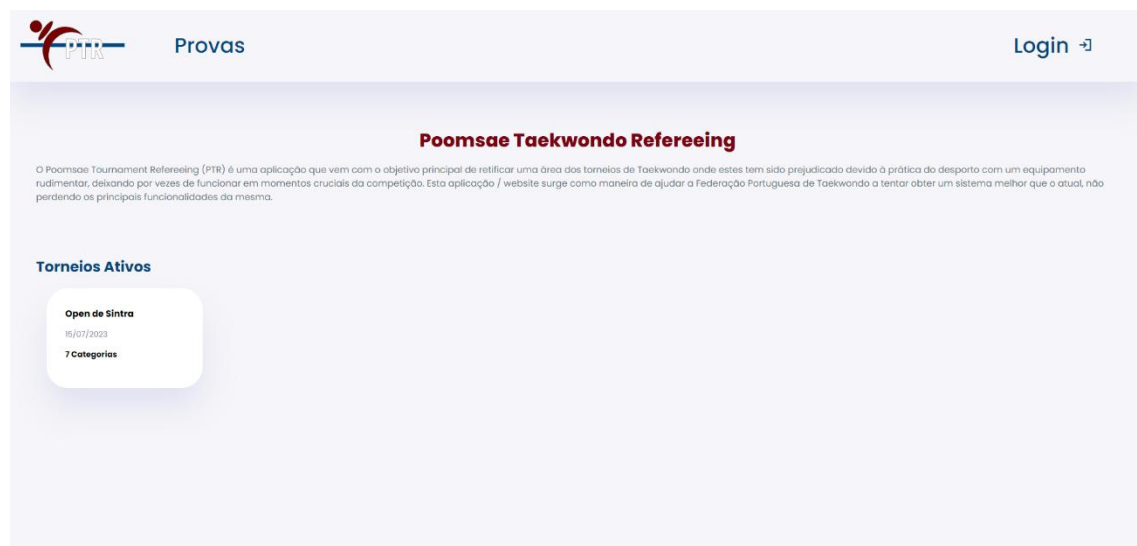 PTR
Provas
Login
Poomsae Taekwondo Refereeing
O Poomsae Tournament Refereeing (PTR) é uma aplicação que vem com o objetivo principal de retificar uma área dos torneios de Taekwondo onde estes tem sido prejudicado devido à prática do desporto com um equipamento
rudimentar, deixando por vezes de funcionar em momentos cruciais da competição. Esta aplicação / website surge como maneira de ajudar a Federação Portuguesa de Taekwondo a tentar obter um sistema melhor que o atual, não
perdendo os principais funcionalidades da mesma.
Torneios Ativos
Open de Sintra
15/07/2023
7 Categorias